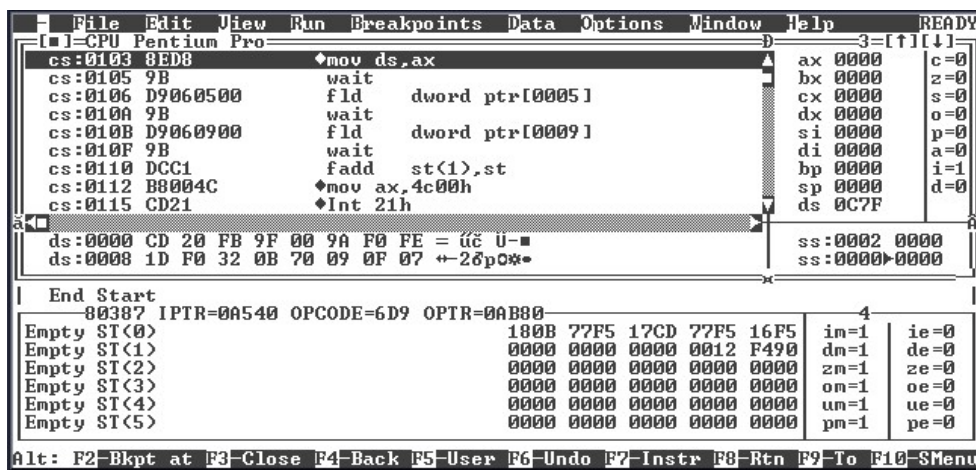 File Edit View Run Breakpoints Data Options Window Help READY
[■]=CPU Pentium Pro 3=[↑][↓]
cs:0103 8ED8 ♦mov ds,ax ax 0000 c=0
cs:0105 9B wait bx 0000 z=0
cs:0106 D9060500 fld dword ptr[0005] cx 0000 s=0
cs:010A 9B wait dx 0000 o=0
cs:010B D9060900 fld dword ptr[0009] si 0000 p=0
cs:010F 9B wait di 0000 a=0
cs:0110 DCC1 fadd st(1),st bp 0000 i=1
cs:0112 B8004C ♦mov ax,4c00h sp 0000 d=0
cs:0115 CD21 ♦Int 21h ds 0C7F
ds:0000 CD 20 FB 9F 00 9A F0 FE = űč Ü-■ ss:0002 0000
ds:0008 1D F0 32 0B 70 09 0F 07 ↔-2♂p○☼• ss:0000►0000
End Start
80387 IPTR=0A540 OPCODE=6D9 OPTR=0AB80 4
Empty ST(0) 180B 77F5 17CD 77F5 16F5 im=1 ie=0
Empty ST(1) 0000 0000 0000 0012 F490 dm=1 de=0
Empty ST(2) 0000 0000 0000 0000 0000 zm=1 ze=0
Empty ST(3) 0000 0000 0000 0000 0000 om=1 oe=0
Empty ST(4) 0000 0000 0000 0000 0000 um=1 ue=0
Empty ST(5) 0000 0000 0000 0000 0000 pm=1 pe=0
Alt: F2-Bkpt at F3-Close F4-Back F5-User F6-Undo F7-Instr F8-Rtn F9-To F10-SMenu